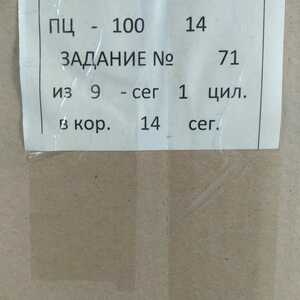 ПЦ - 100 14
ЗАДАНИЕ № 71
из 9 - сег 1 цил.
в кор. 14 сег.